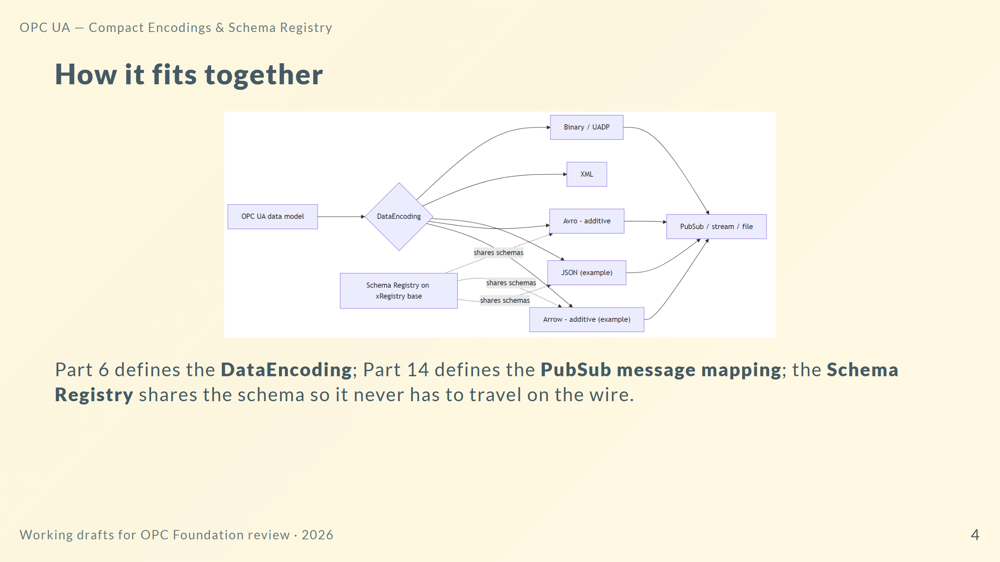 OPC UA — Compact Encodings & Schema Registry
How it fits together
Binary / UADP
XML
OPC UA data model
DataEncoding
Avro - additive
PubSub / stream / file
shares schemas
JSON (example)
Schema Registry on
xRegistry base
shares schemas
shares schemas
Arrow - additive (example)
Part 6 defines the DataEncoding; Part 14 defines the PubSub message mapping; the Schema
Registry shares the schema so it never has to travel on the wire.
Working drafts for OPC Foundation review · 2026
4